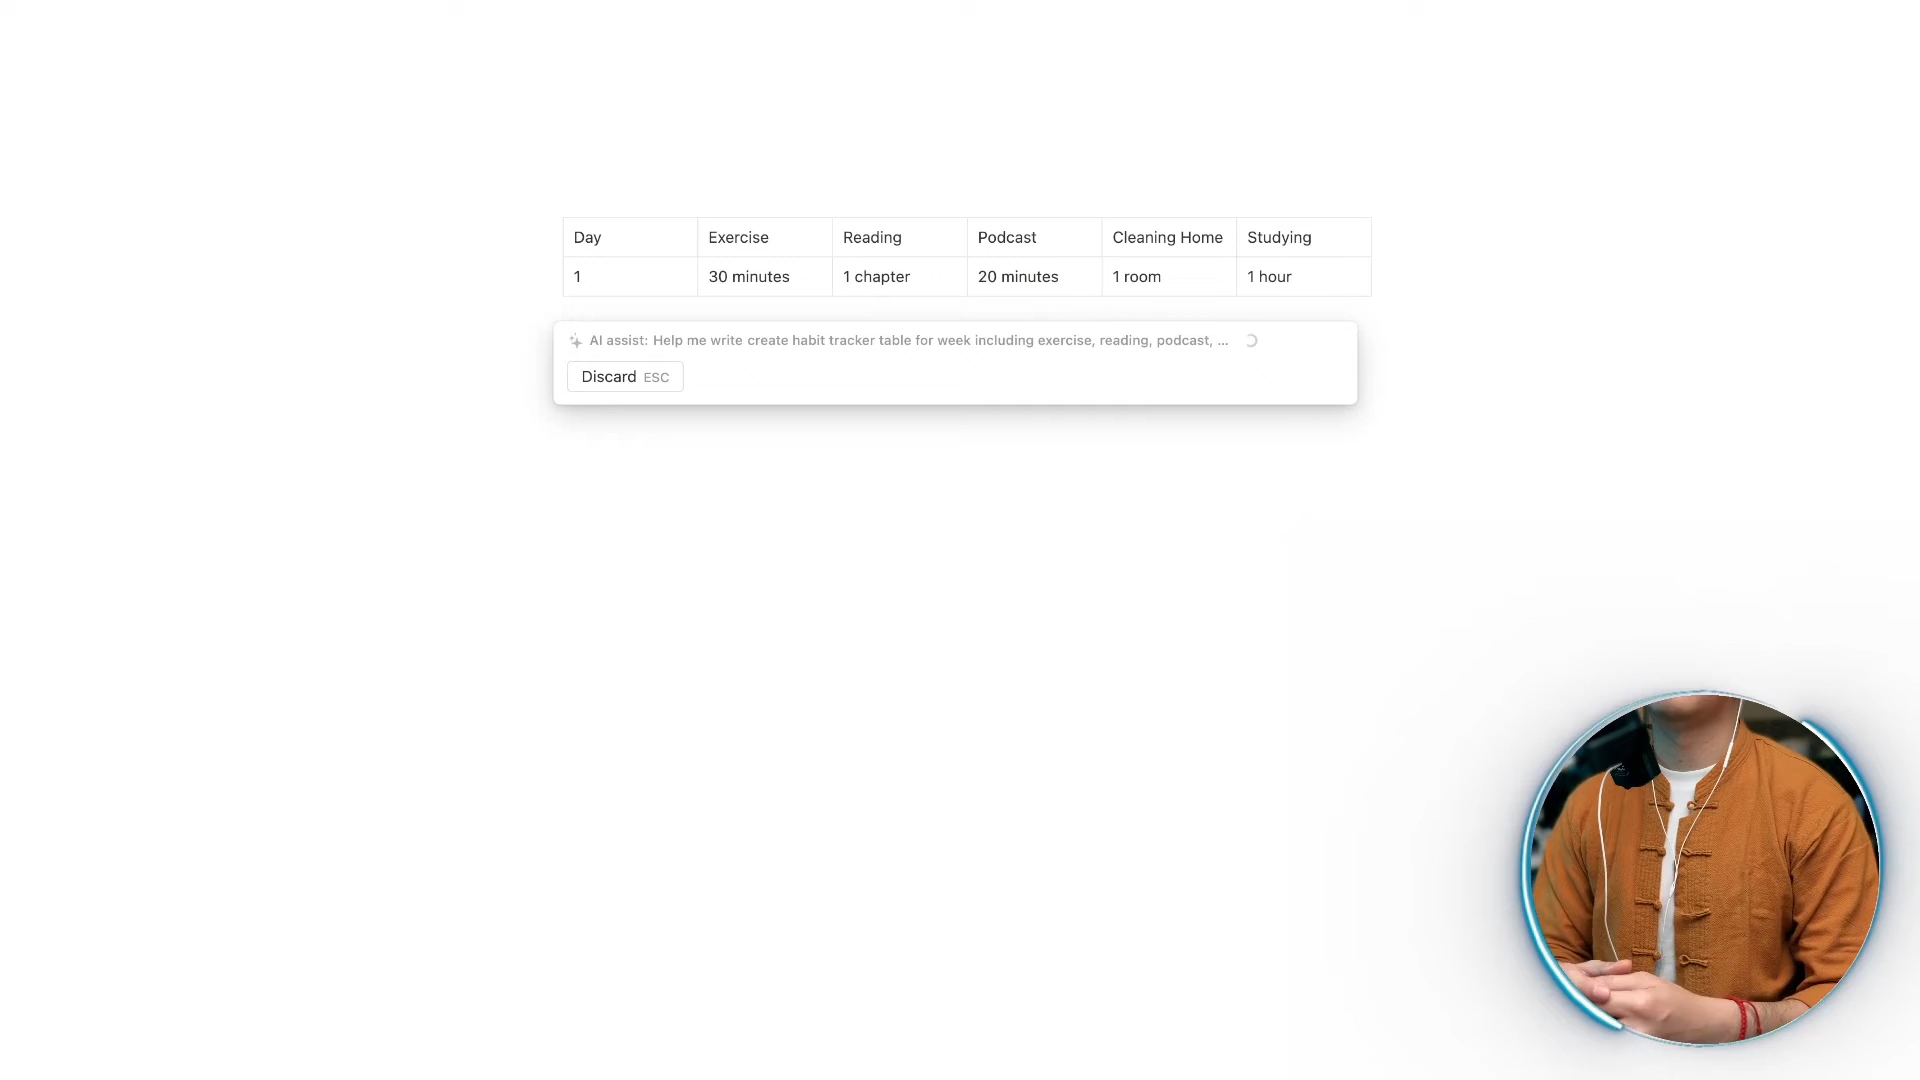 Day Exercise Reading Podcast Cleaning Home Studying
1 30 minutes 1 chapter 20 minutes 1 room 1 hour
AI assist: Help me write create habit tracker table for week including exercise, reading, podcast, ...
Discard ESC